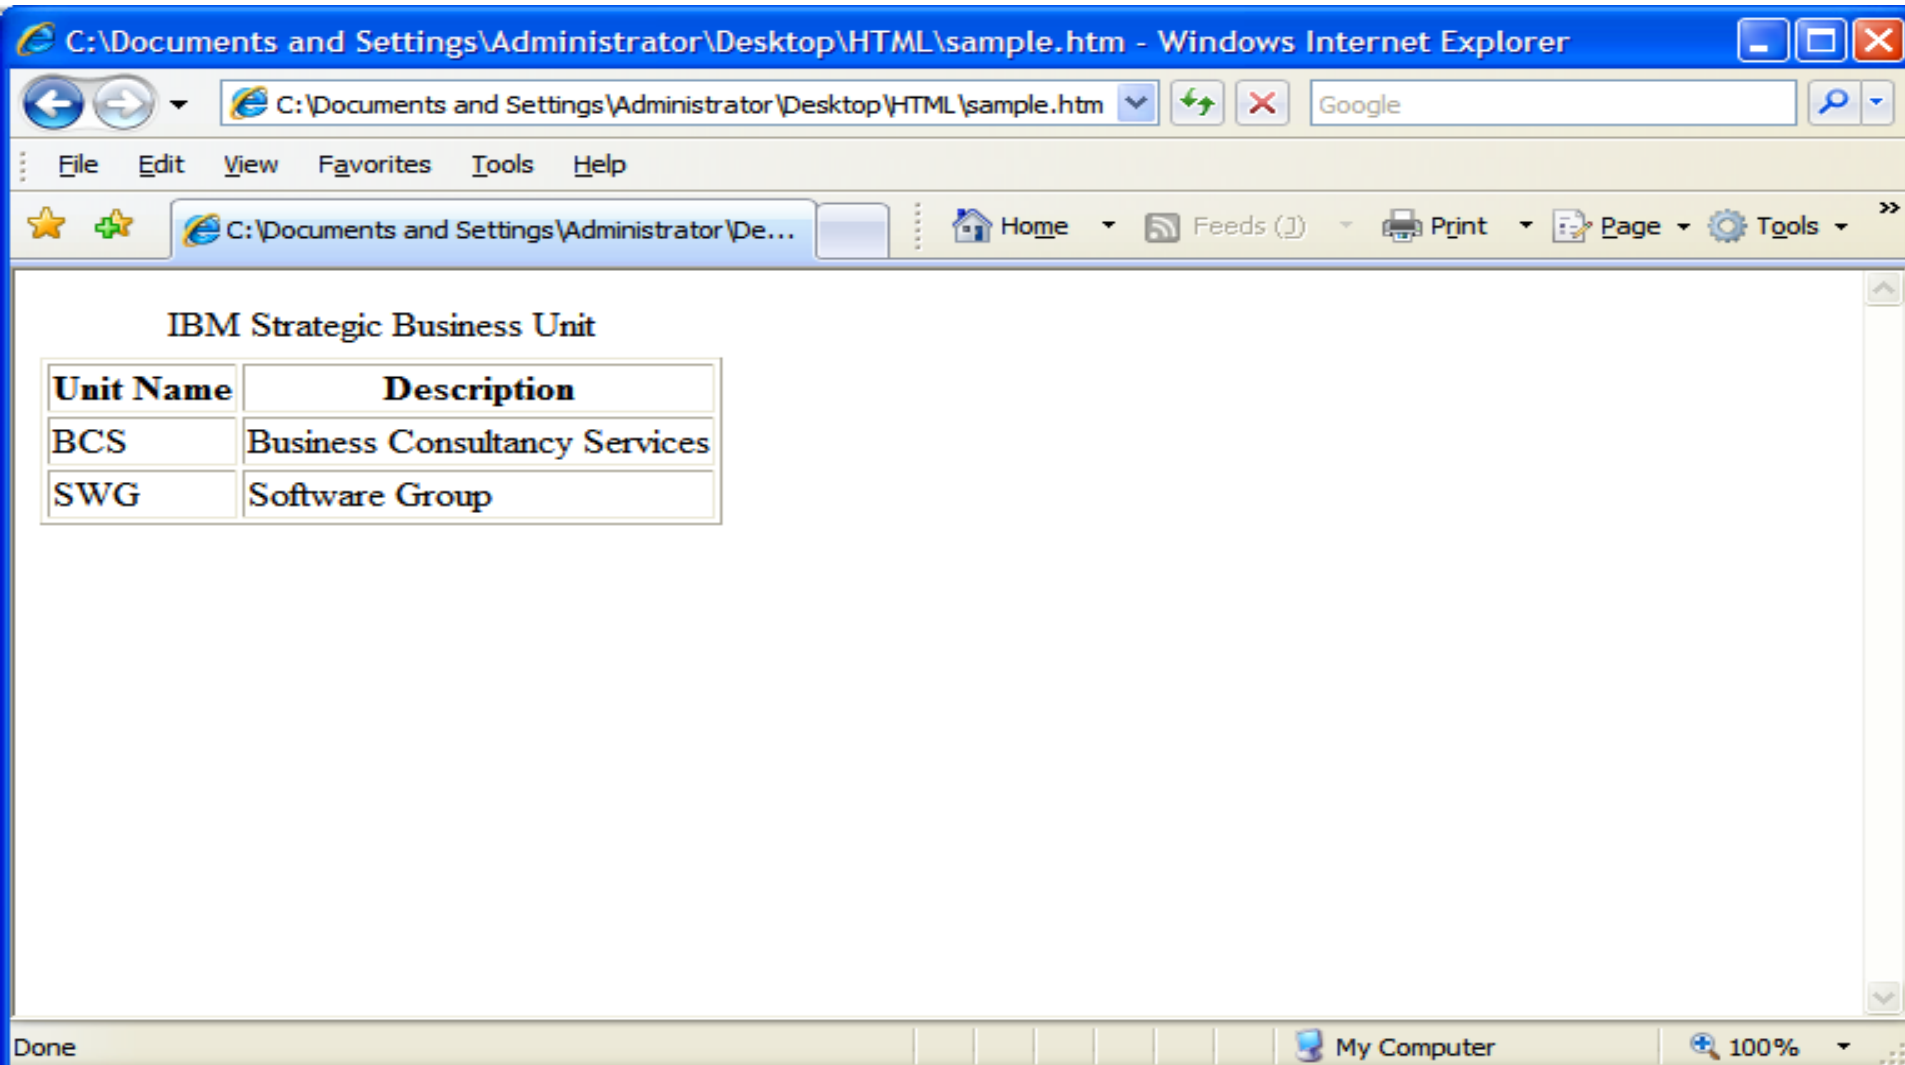 C:\Documents and Settings\Administrator\Desktop\HTML\sample.htm - Windows Internet Explorer
C:\Documents and Settings\Administrator\Desktop\HTML\sample.htm Google
File Edit View Favorites Tools Help
C:\Documents and Settings\Administrator\De... Home Feeds (J) Print Page Tools »
IBM Strategic Business Unit
Unit Name Description
BCS Business Consultancy Services
SWG Software Group
Done My Computer 100%